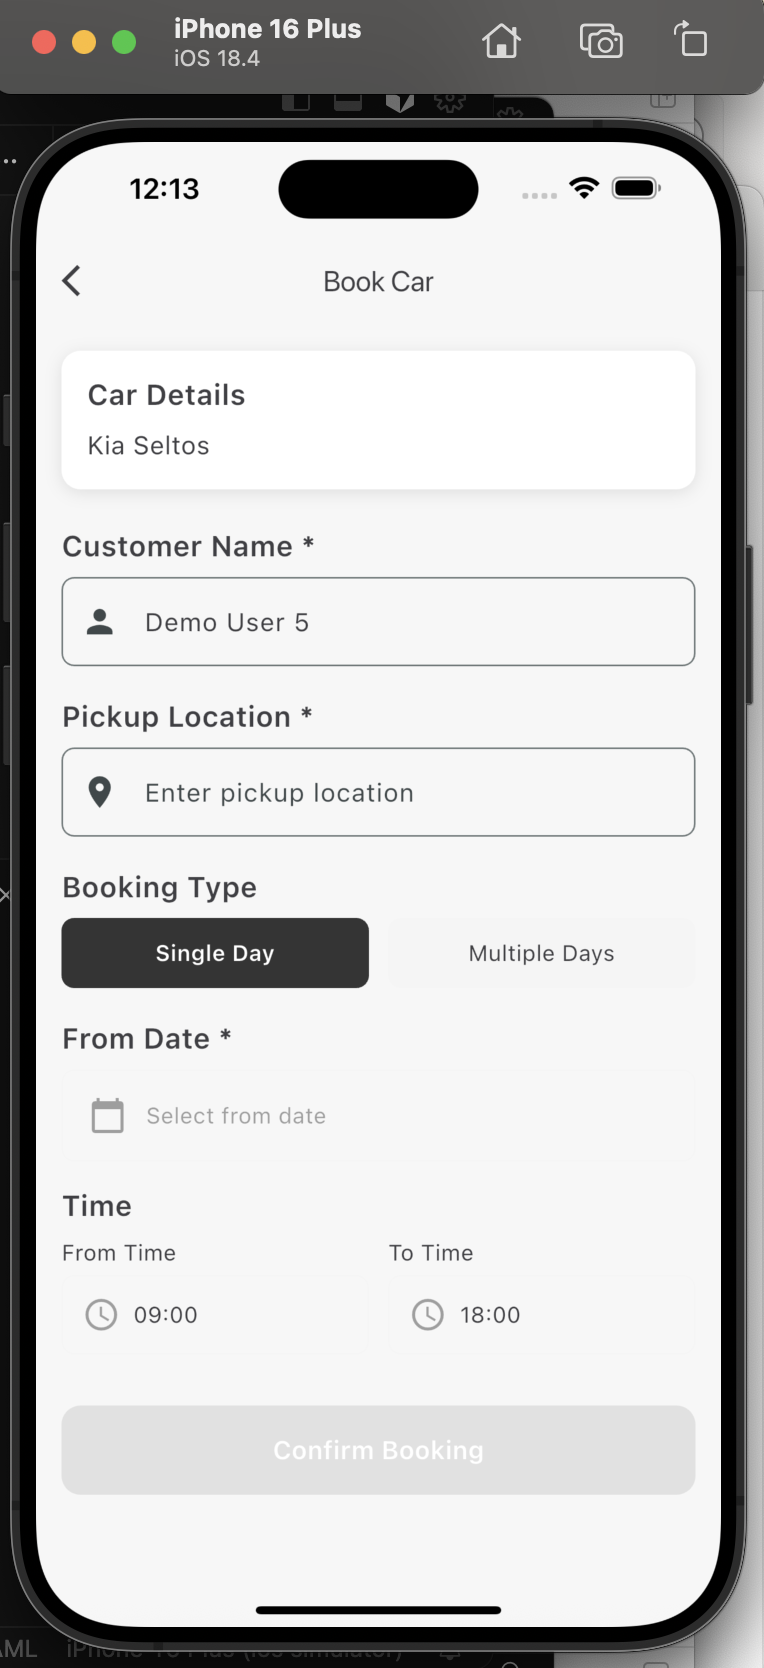 iPhone 16 Plus
iOS 18.4
12:13
Book Car
Car Details
Kia Seltos
Customer Name *
Demo User 5
Pickup Location *
Enter pickup location
Booking Type
Single Day
Multiple Days
From Date *
Select from date
Time
From Time
To Time
09:00
18:00
Confirm Booking